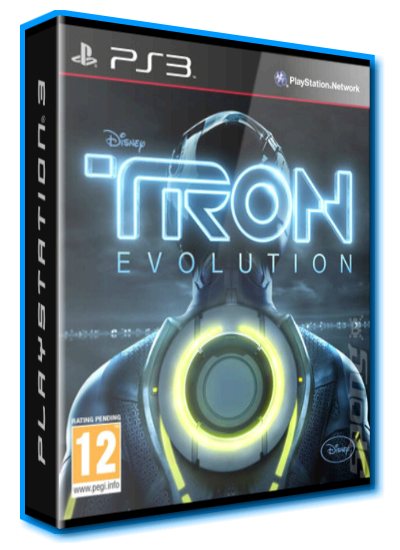 PLAYSTATION®3
PS3
PlayStation®Network
Disney
TRON
EVOLUTION
RATING PENDING
12
www.pegi.info
Disney